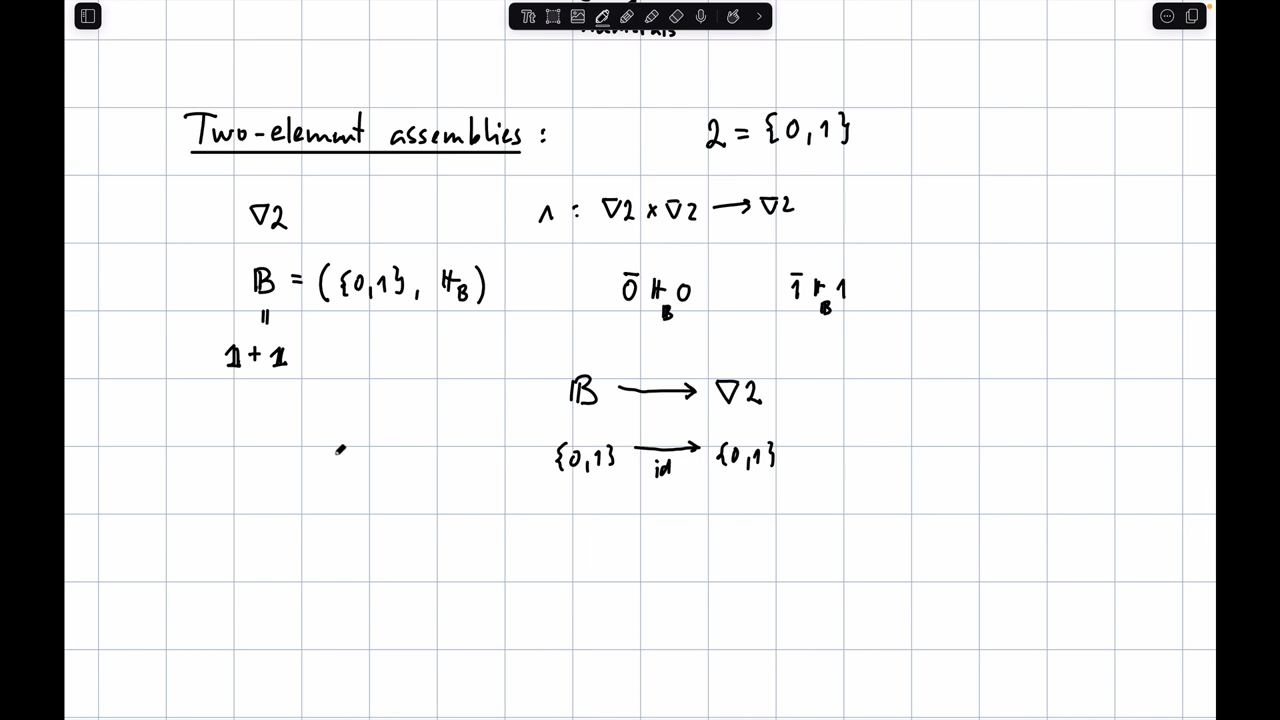 Two-element assemblies : 2 = {0,1}
∇2 ∧ : ∇2 × ∇2 → ∇2
𝔹 = ({0,1}, ⊩_B) 0̄ ⊩_B 0 1̄ ⊩_B 1
=
1 + 1
𝔹 → ∇2
{0,1} →_id {0,1}